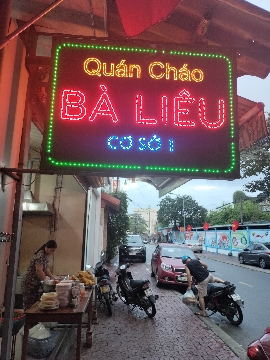 Quán Cháo
BÀ LIÊU
CƠ SỞ 1